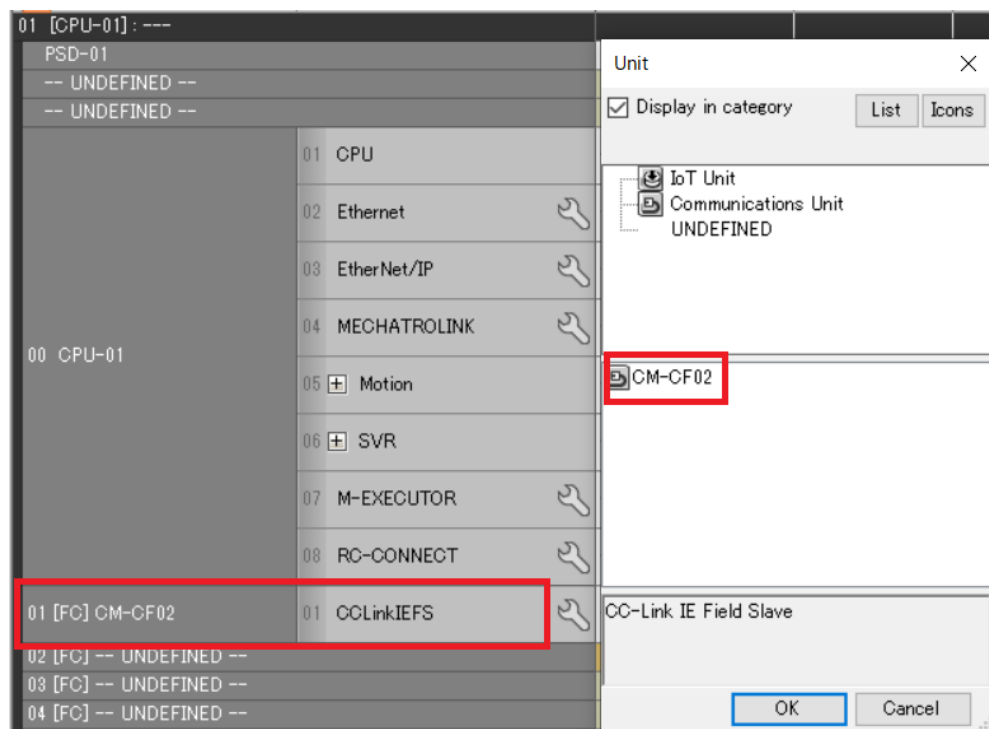 01 [CPU-01] : ---
PSD-01
-- UNDEFINED --
-- UNDEFINED --
00 CPU-01
01 CPU
02 Ethernet
03 EtherNet/IP
04 MECHATROLINK
05 + Motion
06 + SVR
07 M-EXECUTOR
08 RC-CONNECT
01 [FC] CM-CF02 01 CCLinkIEFS
02 [FC] -- UNDEFINED --
03 [FC] -- UNDEFINED --
04 [FC] -- UNDEFINED --
Unit
Display in category List Icons
IoT Unit
Communications Unit
UNDEFINED
CM-CF02
CC-Link IE Field Slave
OK Cancel